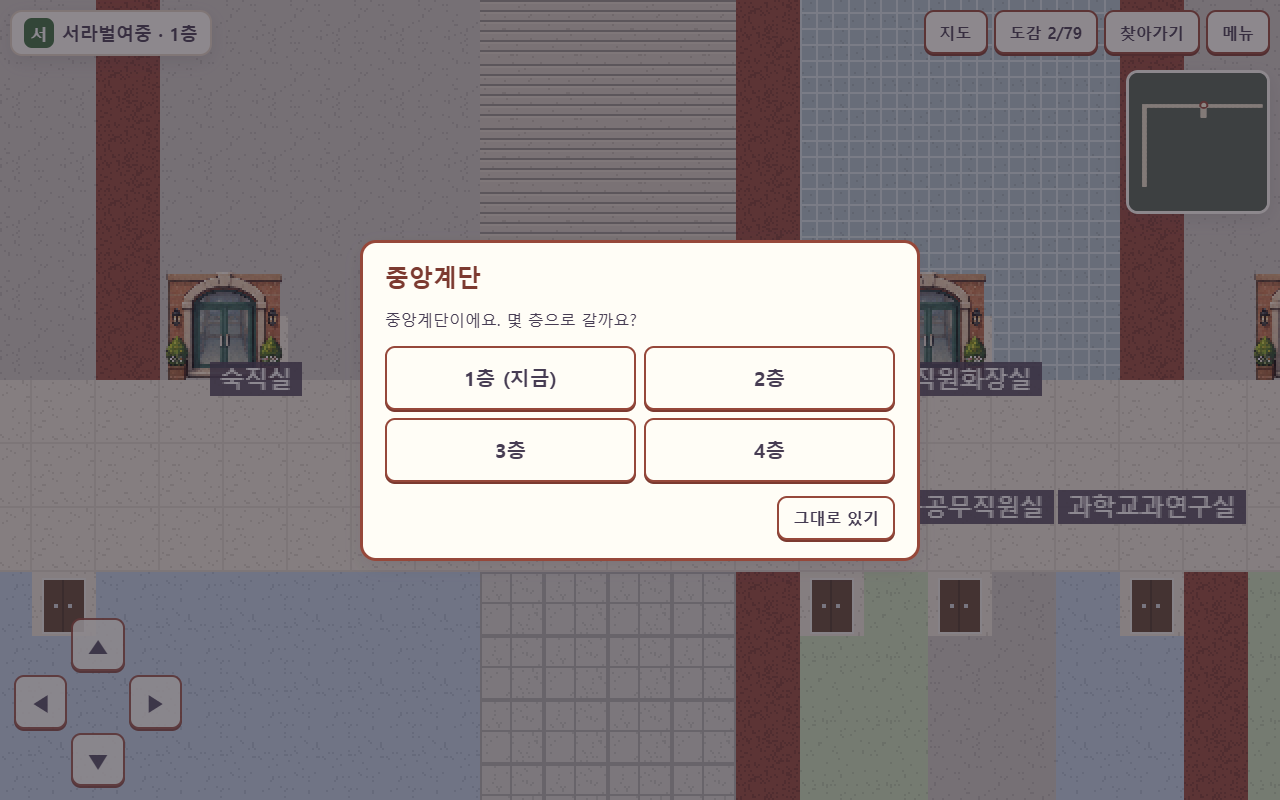 서 서라벌여중 · 1층
지도
도감 2/79
찾아가기
메뉴
중앙계단
중앙계단이에요. 몇 층으로 갈까요?
1층 (지금)
2층
3층
4층
그대로 있기
숙직실
직원화장실
공무직원실
과학교과연구실